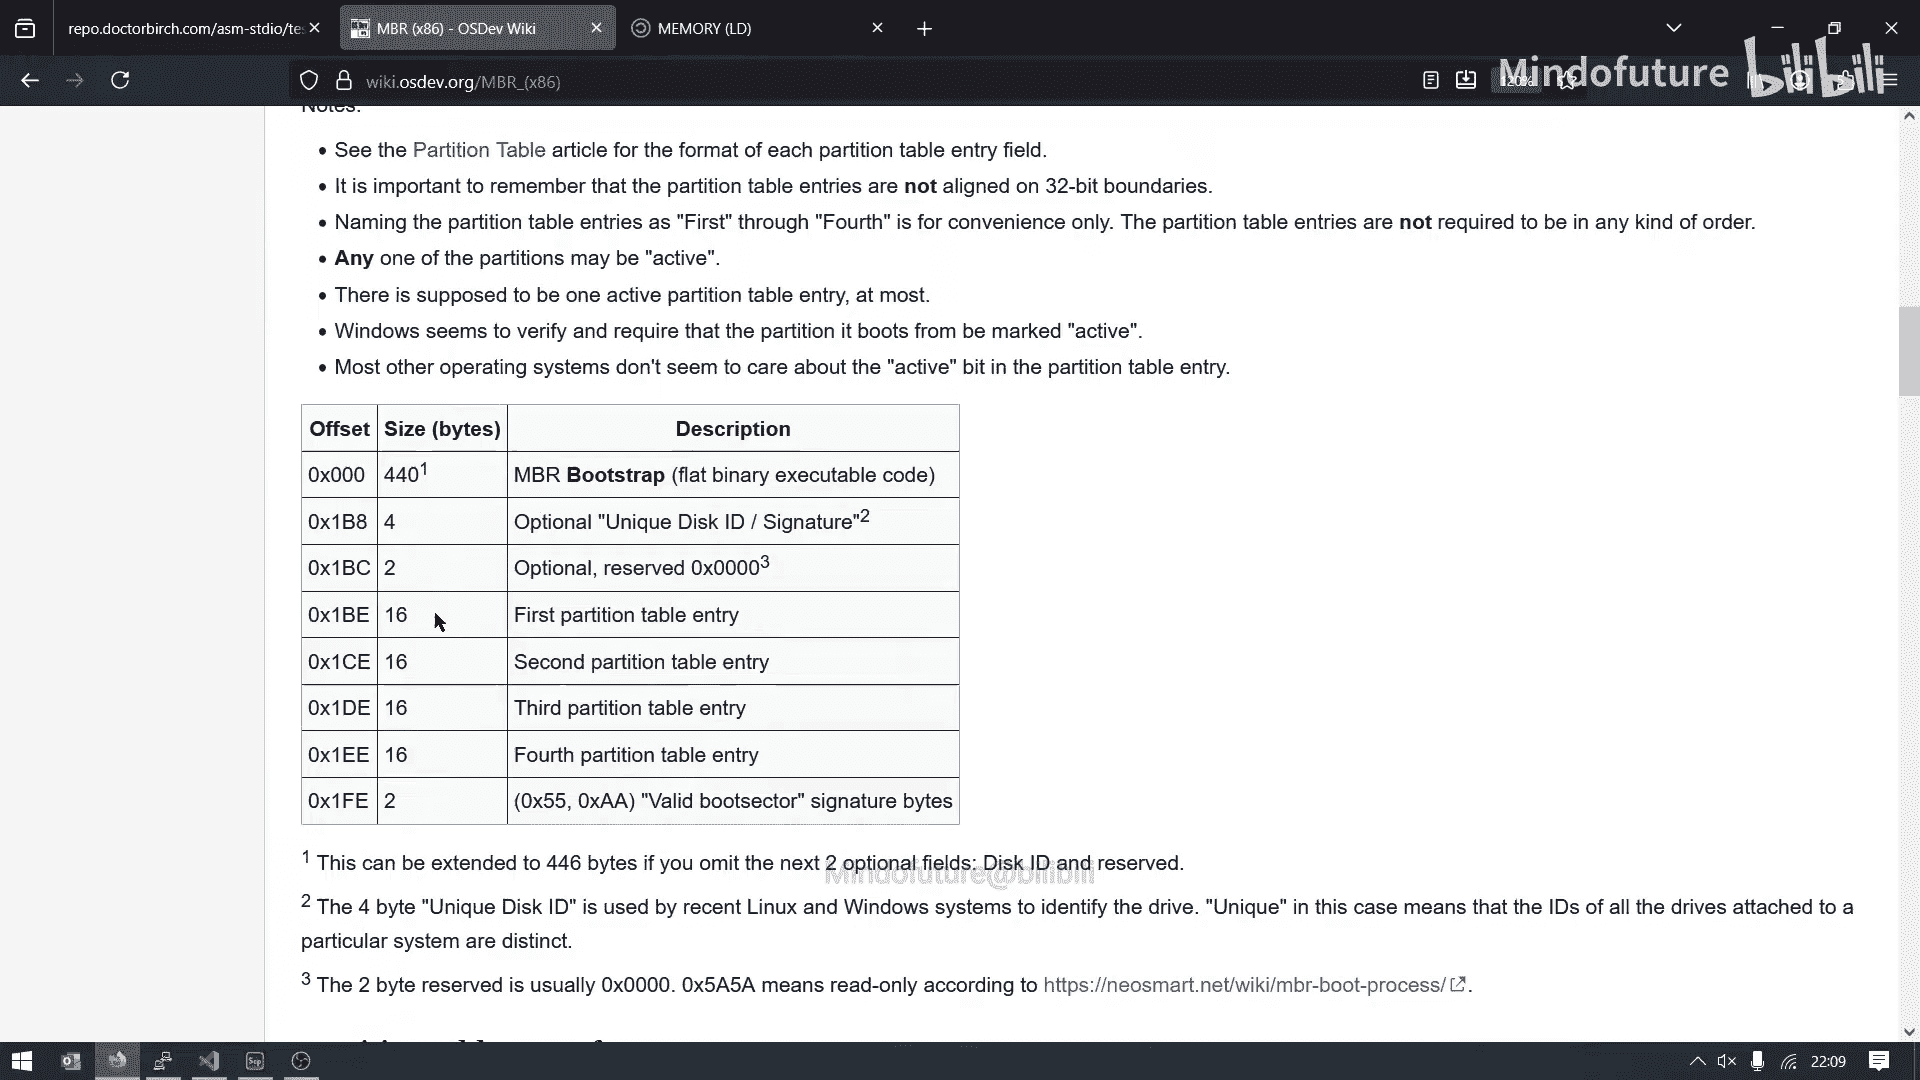 repo.doctorbirch.com/asm-stdio/te
MBR (x86) - OSDev Wiki
MEMORY (LD)
wiki.osdev.org/MBR_(x86)
120%
Mindofuture bilibili
Notes:
• See the Partition Table article for the format of each partition table entry field.
• It is important to remember that the partition table entries are not aligned on 32-bit boundaries.
• Naming the partition table entries as "First" through "Fourth" is for convenience only. The partition table entries are not required to be in any kind of order.
• Any one of the partitions may be "active".
• There is supposed to be one active partition table entry, at most.
• Windows seems to verify and require that the partition it boots from be marked "active".
• Most other operating systems don't seem to care about the "active" bit in the partition table entry.
Offset Size (bytes) Description
0x000 440¹ MBR Bootstrap (flat binary executable code)
0x1B8 4 Optional "Unique Disk ID / Signature"²
0x1BC 2 Optional, reserved 0x0000³
0x1BE 16 First partition table entry
0x1CE 16 Second partition table entry
0x1DE 16 Third partition table entry
0x1EE 16 Fourth partition table entry
0x1FE 2 (0x55, 0xAA) "Valid bootsector" signature bytes
¹ This can be extended to 446 bytes if you omit the next 2 optional fields: Disk ID and reserved.
Mindofuture@bilibili
² The 4 byte "Unique Disk ID" is used by recent Linux and Windows systems to identify the drive. "Unique" in this case means that the IDs of all the drives attached to a
particular system are distinct.
³ The 2 byte reserved is usually 0x0000. 0x5A5A means read-only according to https://neosmart.net/wiki/mbr-boot-process/.
22:09